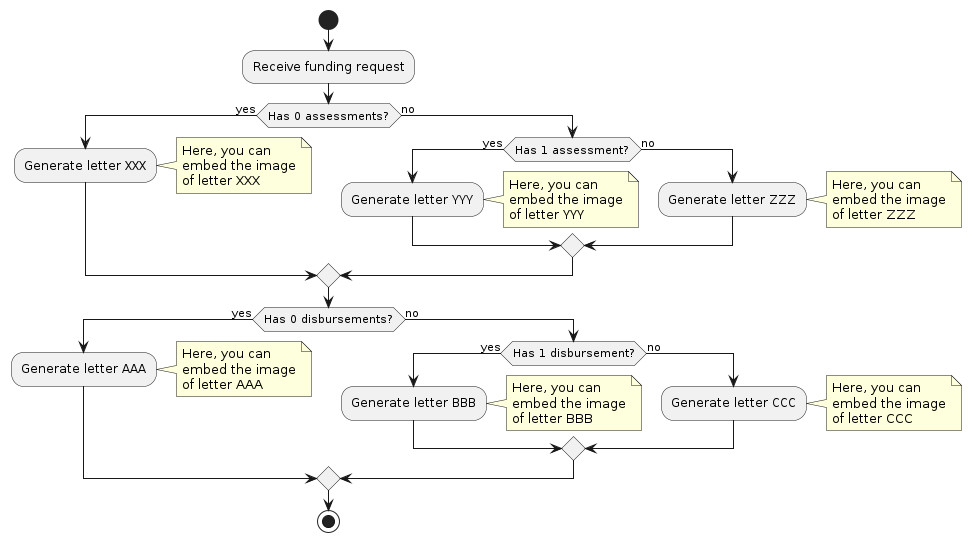 Receive funding request
yes
Has 0 assessments?
no
Generate letter XXX
Here, you can
embed the image
of letter XXX
yes
Has 1 assessment?
no
Generate letter YYY
Here, you can
embed the image
of letter YYY
Generate letter ZZZ
Here, you can
embed the image
of letter ZZZ
yes
Has 0 disbursements?
no
Generate letter AAA
Here, you can
embed the image
of letter AAA
yes
Has 1 disbursement?
no
Generate letter BBB
Here, you can
embed the image
of letter BBB
Generate letter CCC
Here, you can
embed the image
of letter CCC